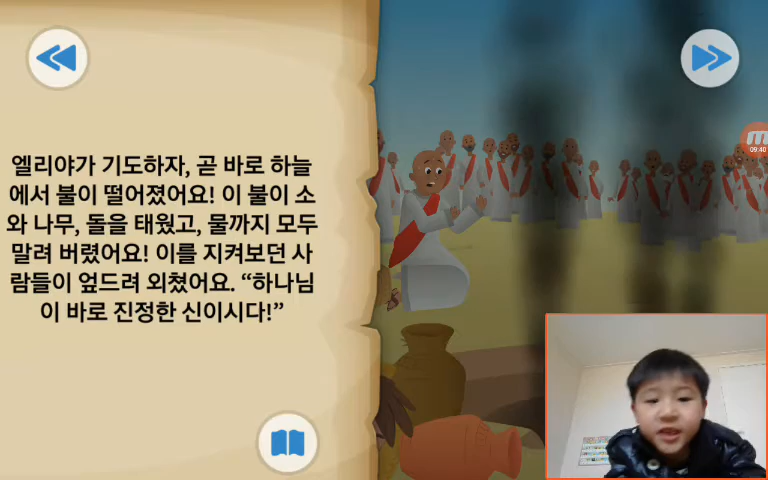 엘리야가 기도하자, 곧 바로 하늘
에서 불이 떨어졌어요! 이 불이 소
와 나무, 돌을 태웠고, 물까지 모두
말려 버렸어요! 이를 지켜보던 사
람들이 엎드려 외쳤어요. “하나님
이 바로 진정한 신이시다!”
09:40